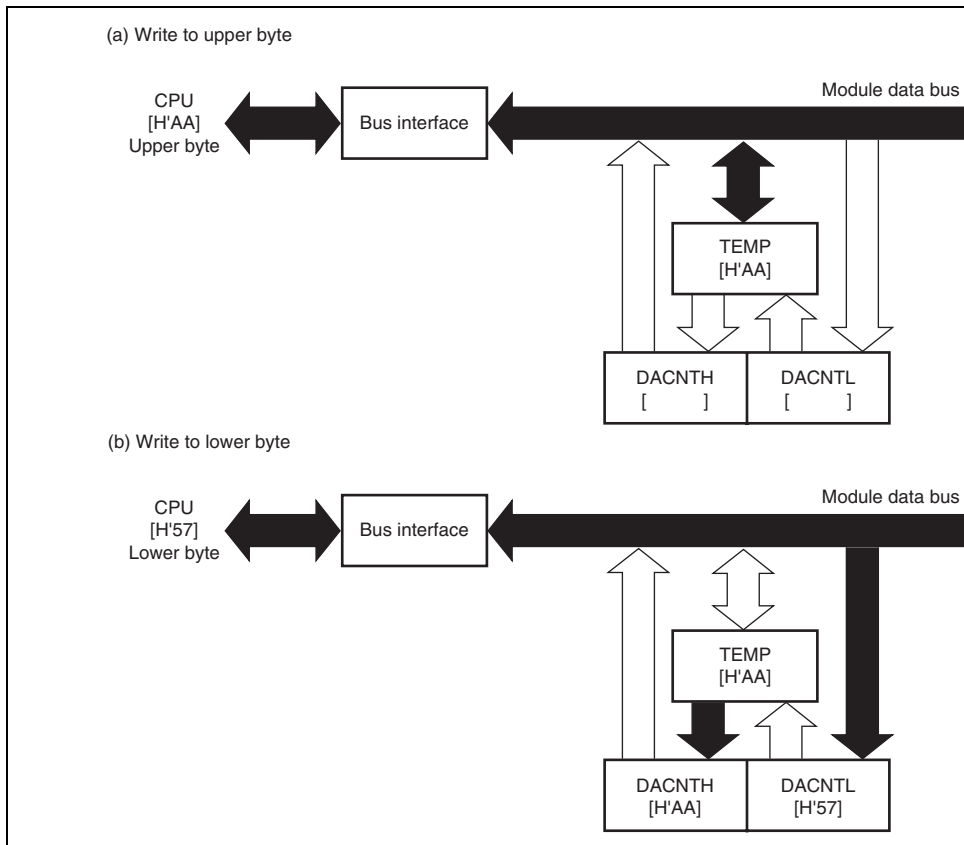 (a) Write to upper byte
Module data bus
CPU
[H'AA]
Upper byte
Bus interface
TEMP
[H'AA]
DACNTH
[ ]
DACNTL
[ ]
(b) Write to lower byte
Module data bus
CPU
[H'57]
Lower byte
Bus interface
TEMP
[H'AA]
DACNTH
[H'AA]
DACNTL
[H'57]